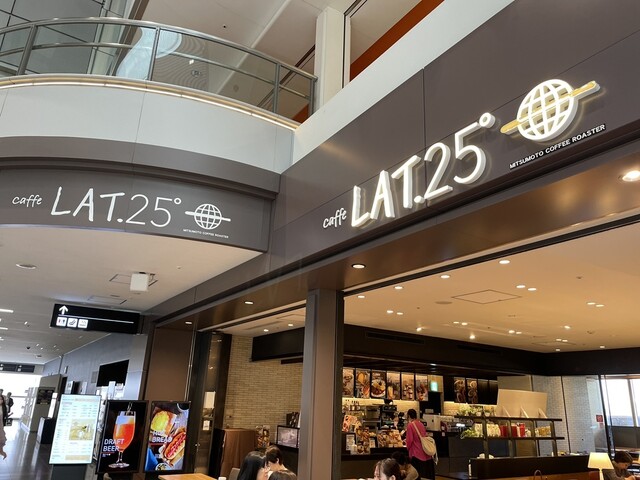 caffe LAT.25°
MITSUMOTO COFFEE ROASTER
caffe LAT.25°
MITSUMOTO COFFEE ROASTER
DRAFT
BEER
BREAD